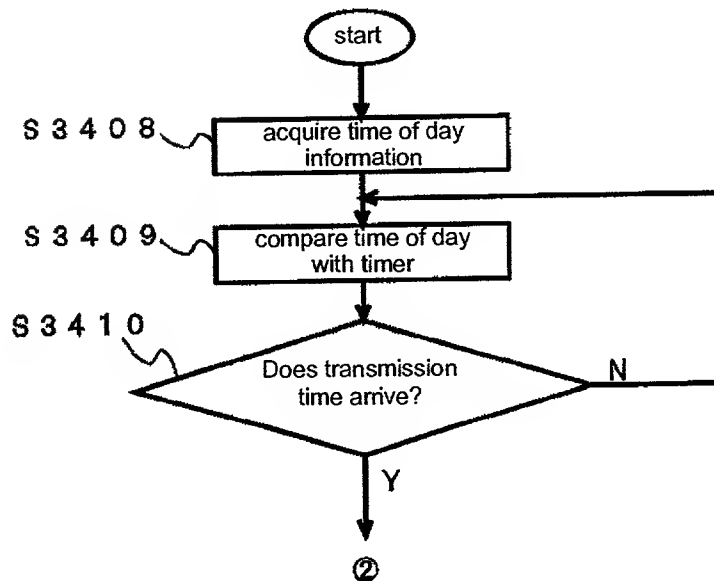 start
S3408
acquire time of day
information
S3409
compare time of day
with timer
S3410
Does transmission
time arrive?
N
Y
②